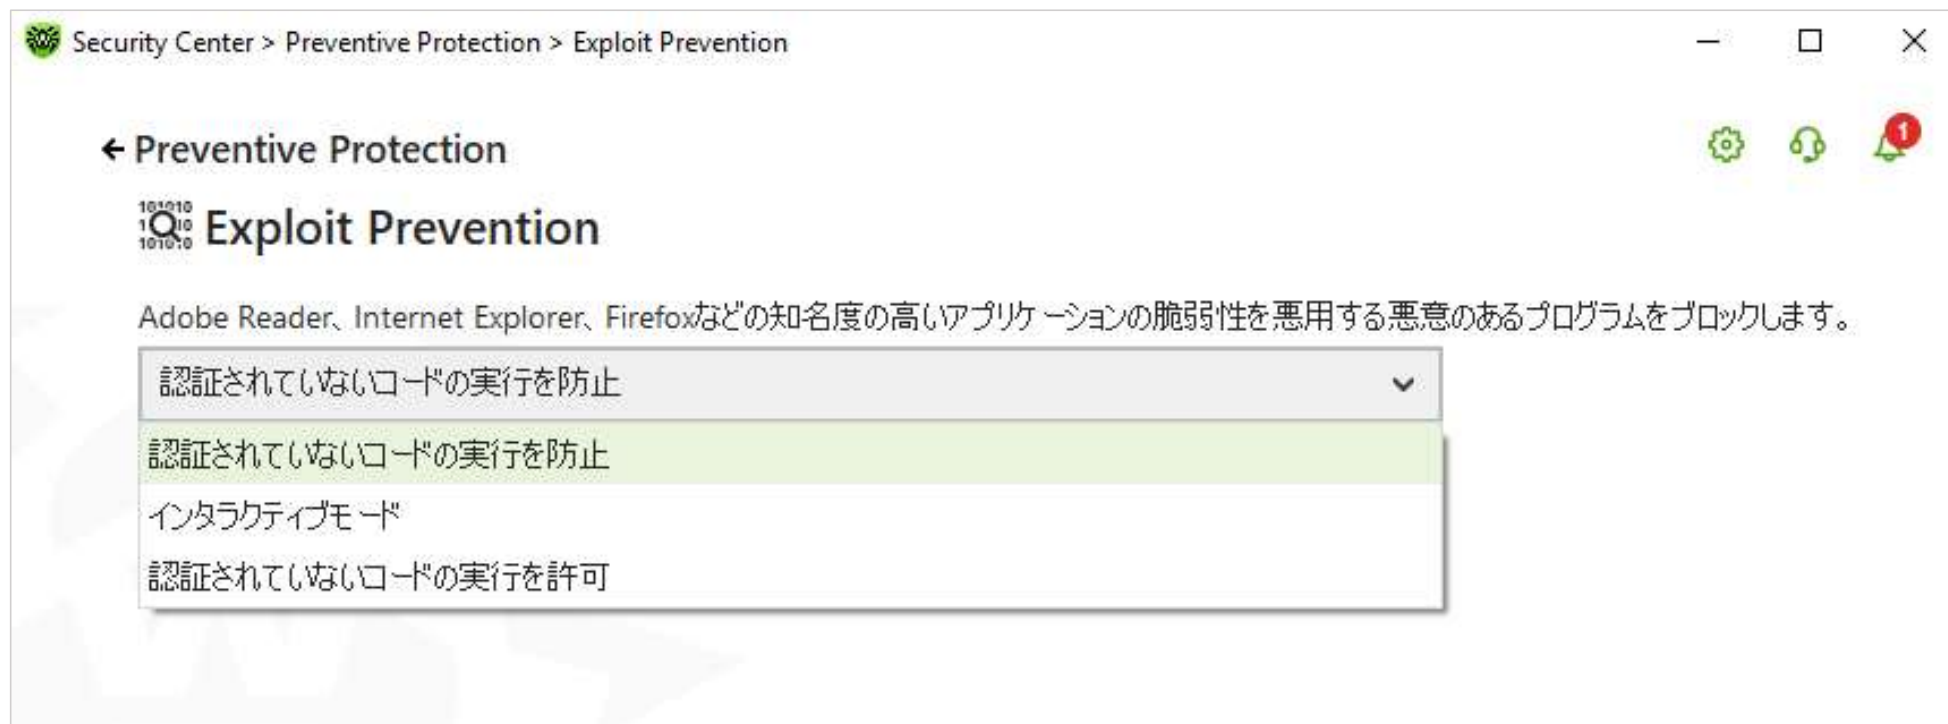 Security Center > Preventive Protection > Exploit Prevention
Preventive Protection
1
Exploit Prevention
Adobe Reader、Internet Explorer、Firefoxなどの知名度の高いアプリケーションの脆弱性を悪用する悪意のあるプログラムをブロックします。
認証されていないコードの実行を防止
認証されていないコードの実行を防止
インタラクティブモード
認証されていないコードの実行を許可